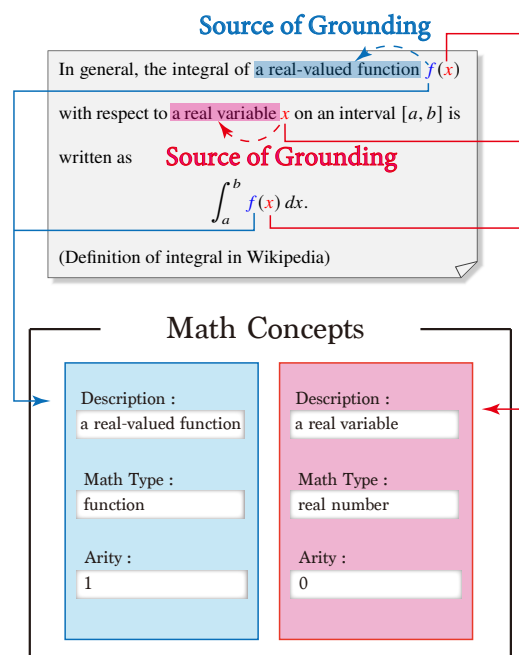 Source of Grounding
In general, the integral of a real-valued function f(x)
with respect to a real variable x on an interval [a, b] is
written as
Source of Grounding
∫_a^b f(x) dx.
(Definition of integral in Wikipedia)
Math Concepts
Description :
a real-valued function
Math Type :
function
Arity :
1
Description :
a real variable
Math Type :
real number
Arity :
0